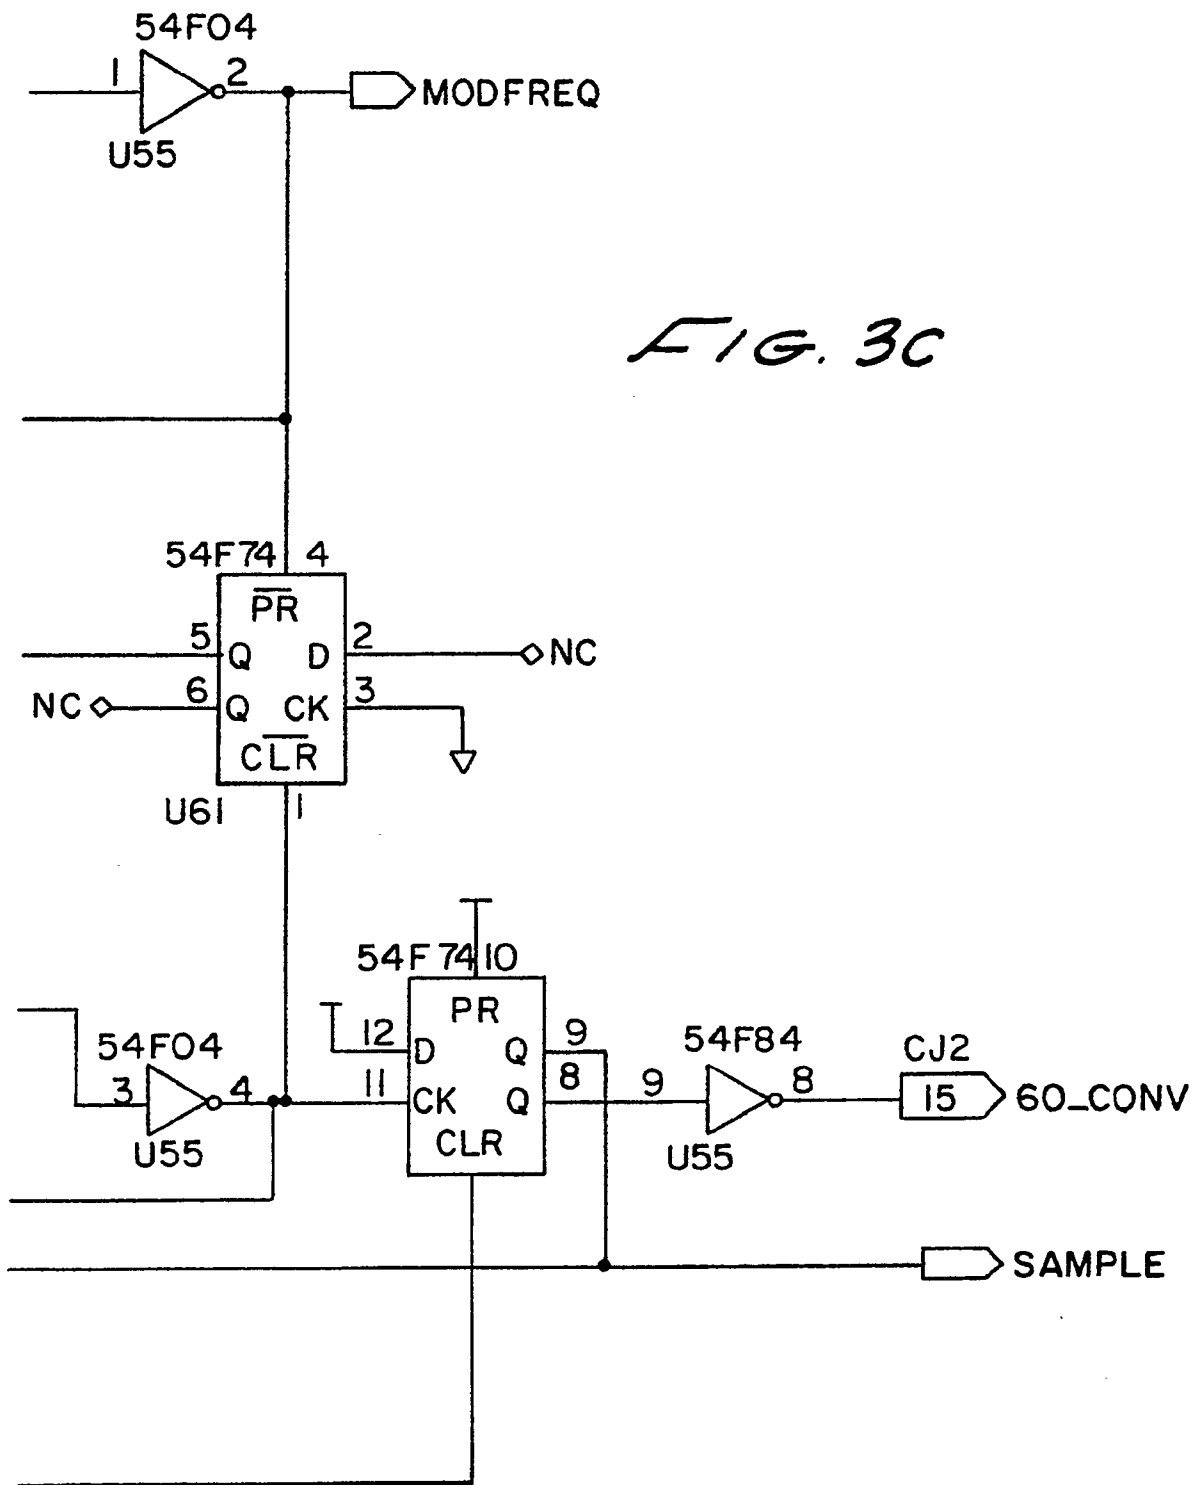 54F04
1 2 MODFREQ
U55
FIG. 3C
54F74 4
PR
5 Q D 2 NC
NC 6 Q CK 3
CLR
U61 1
54F74 10
PR
12 D Q 9
54F04
54F84
CJ2
3 4 11 CK Q 8 9 8 15 60_CONV
CLR
U55
U55
SAMPLE